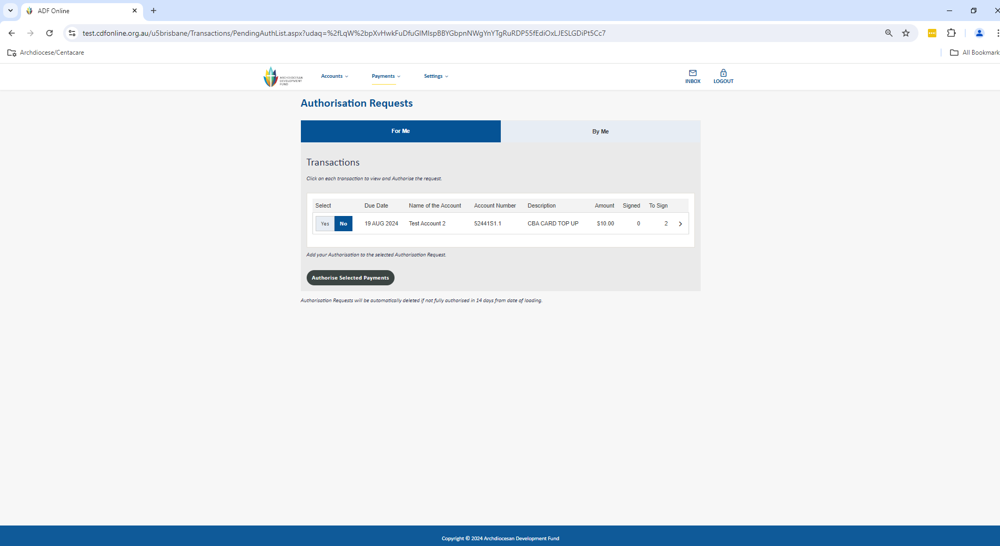 ADF Online
test.cdfonline.org.au/u5brisbane/Transactions/PendingAuthList.aspx?udaq=%2fLqW%2bpXvHwkFuDfuGlMlspBBYGbpnNWgYnYTgRuRDP55fEdiOxLJESLGDiPt5Cc7
Archdiocese/Centacare
All Bookmark
ARCHDIOCESAN
DEVELOPMENT
FUND
Accounts
Payments
Settings
INBOX
LOGOUT
Authorisation Requests
For Me
By Me
Transactions
Click on each transaction to view and Authorise the request.
Select Due Date Name of the Account Account Number Description Amount Signed To Sign
Yes No 19 AUG 2024 Test Account 2 52441S1.1 CBA CARD TOP UP $10.00 0 2
Add your Authorisation to the selected Authorisation Request.
Authorise Selected Payments
Authorisation Requests will be automatically deleted if not fully authorised in 14 days from date of loading.
Copyright © 2024 Archdiocesan Development Fund